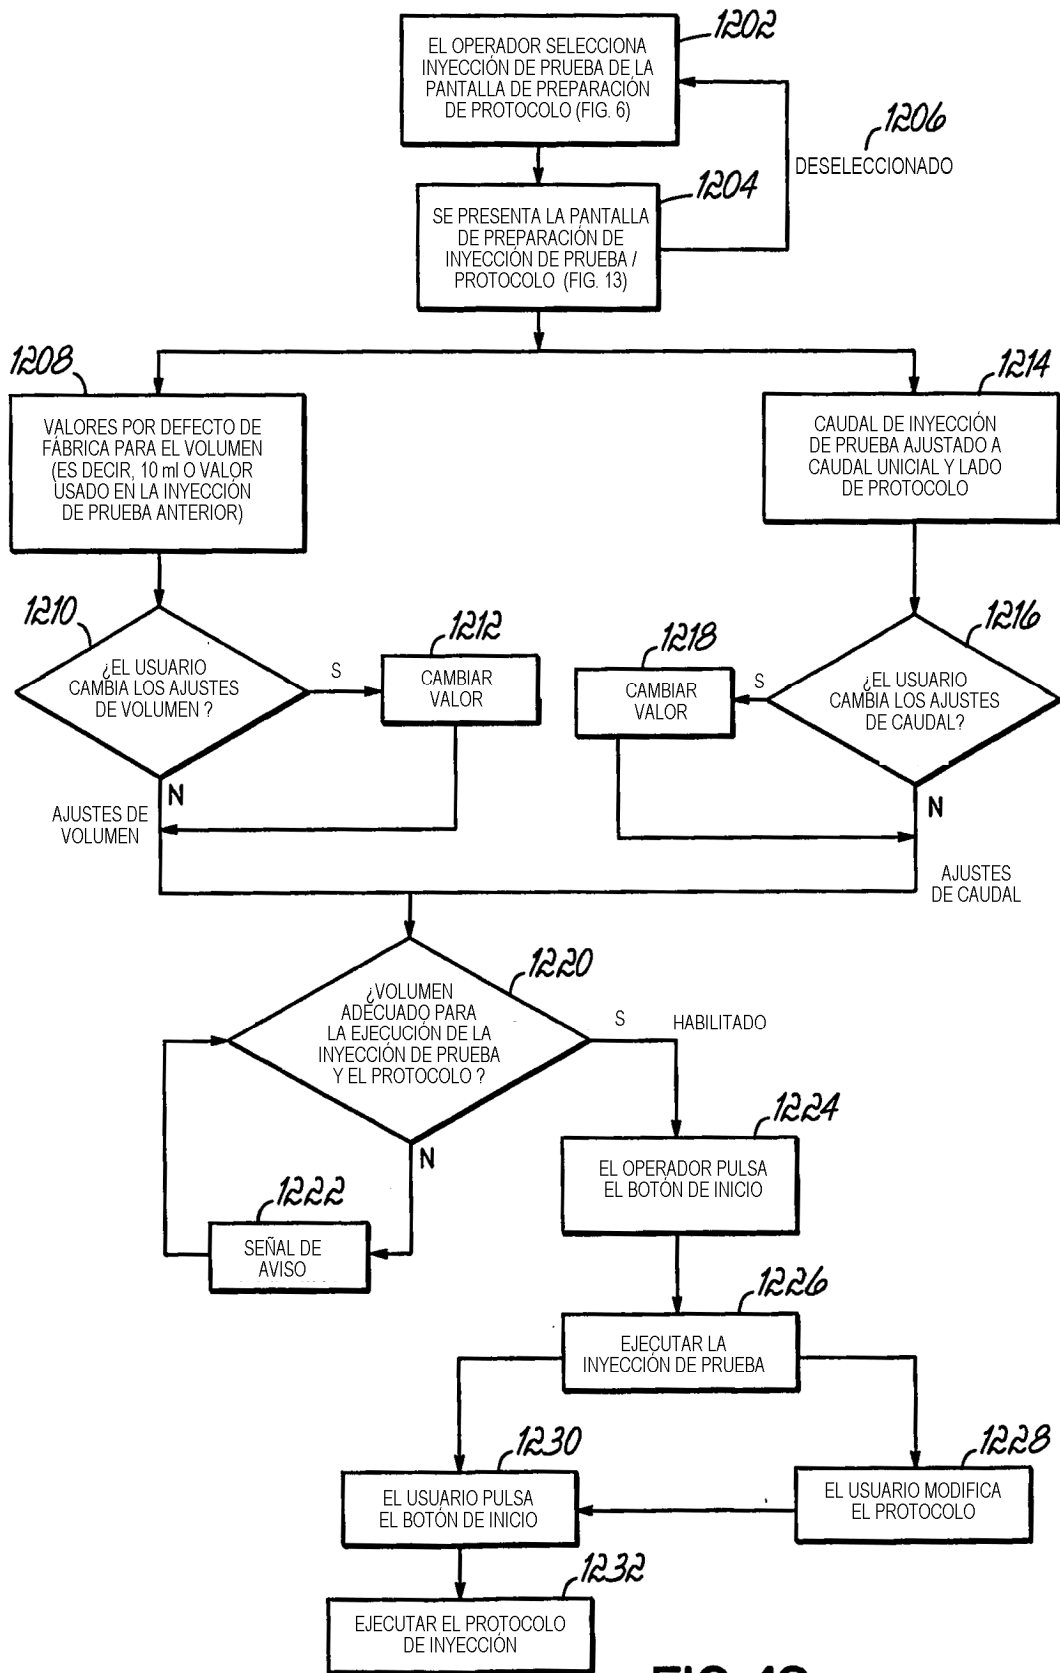 1202
EL OPERADOR SELECCIONA
INYECCIÓN DE PRUEBA DE LA
PANTALLA DE PREPARACIÓN
DE PROTOCOLO (FIG. 6)
1206
DESELECCIONADO
1204
SE PRESENTA LA PANTALLA
DE PREPARACIÓN DE
INYECCIÓN DE PRUEBA /
PROTOCOLO (FIG. 13)
1208
VALORES POR DEFECTO DE
FÁBRICA PARA EL VOLUMEN
(ES DECIR, 10 ml O VALOR
USADO EN LA INYECCIÓN
DE PRUEBA ANTERIOR)
1214
CAUDAL DE INYECCIÓN
DE PRUEBA AJUSTADO A
CAUDAL UNICIAL Y LADO
DE PROTOCOLO
1210
¿EL USUARIO
CAMBIA LOS AJUSTES
DE VOLUMEN ?
S
1212
CAMBIAR
VALOR
N
AJUSTES DE
VOLUMEN
1218
CAMBIAR
VALOR
S
1216
¿EL USUARIO
CAMBIA LOS AJUSTES
DE CAUDAL?
N
AJUSTES
DE CAUDAL
1220
¿VOLUMEN
ADECUADO PARA
LA EJECUCIÓN DE LA
INYECCIÓN DE PRUEBA
Y EL PROTOCOLO ?
S
HABILITADO
N
1222
SEÑAL DE
AVISO
1224
EL OPERADOR PULSA
EL BOTÓN DE INICIO
1226
EJECUTAR LA
INYECCIÓN DE PRUEBA
1230
EL USUARIO PULSA
EL BOTÓN DE INICIO
1228
EL USUARIO MODIFICA
EL PROTOCOLO
1232
EJECUTAR EL PROTOCOLO
DE INYECCIÓN